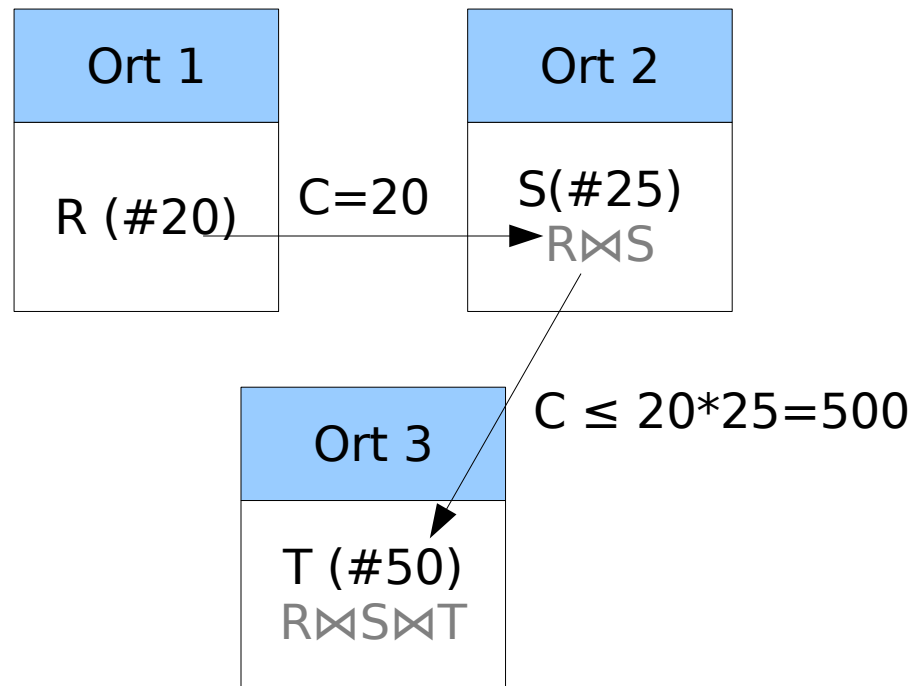 Ort 1
Ort 2
R (#20)
C=20
S(#25)
R⋈S
C ≤ 20*25=500
Ort 3
T (#50)
R⋈S⋈T